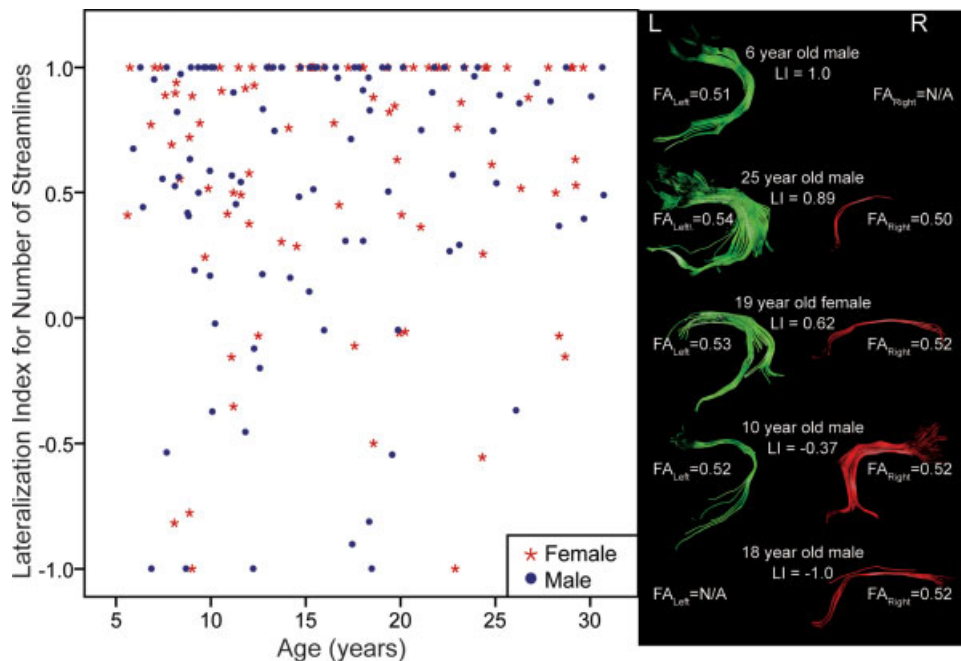 Lateralization Index for Number of Streamlines
1.0
0.5
0.0
-0.5
-1.0
5
10
15
20
25
30
Age (years)
Female
Male
L
R
6 year old male
LI = 1.0
FALeft=0.51
FARight=N/A
25 year old male
LI = 0.89
FALeft=0.54
FARight=0.50
19 year old female
LI = 0.62
FALeft=0.53
FARight=0.52
10 year old male
LI = -0.37
FALeft=0.52
FARight=0.52
18 year old male
LI = -1.0
FALeft=N/A
FARight=0.52